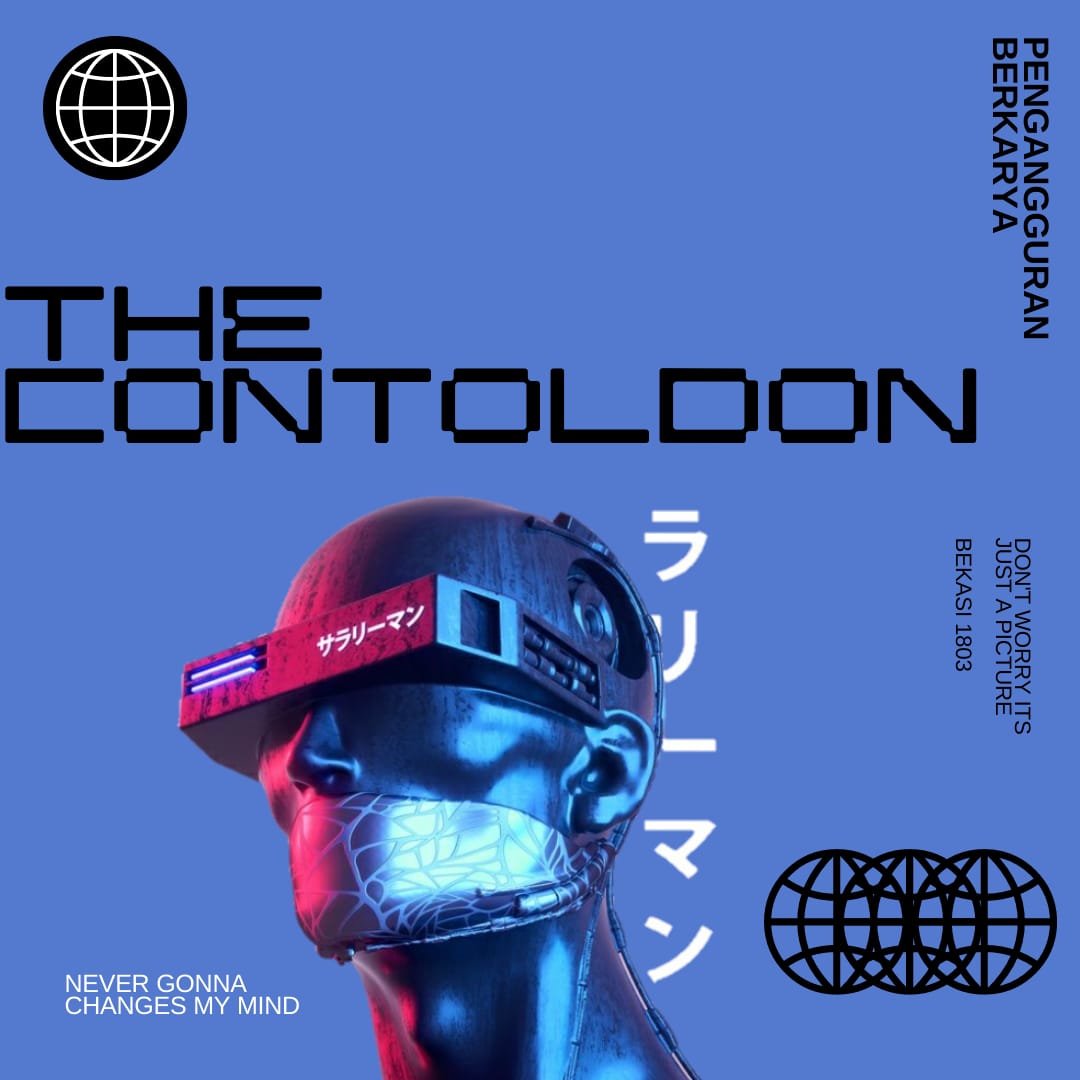 PENGANGGURAN
BERKARYA
THE
CONTOLDON
サラリーマン
ラリーマン
DON'T WORRY ITS
JUST A PICTURE
BEKASI 1803
NEVER GONNA
CHANGES MY MIND